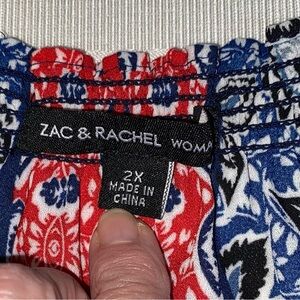 ZAC & RACHEL WOMA
2X
MADE IN
CHINA